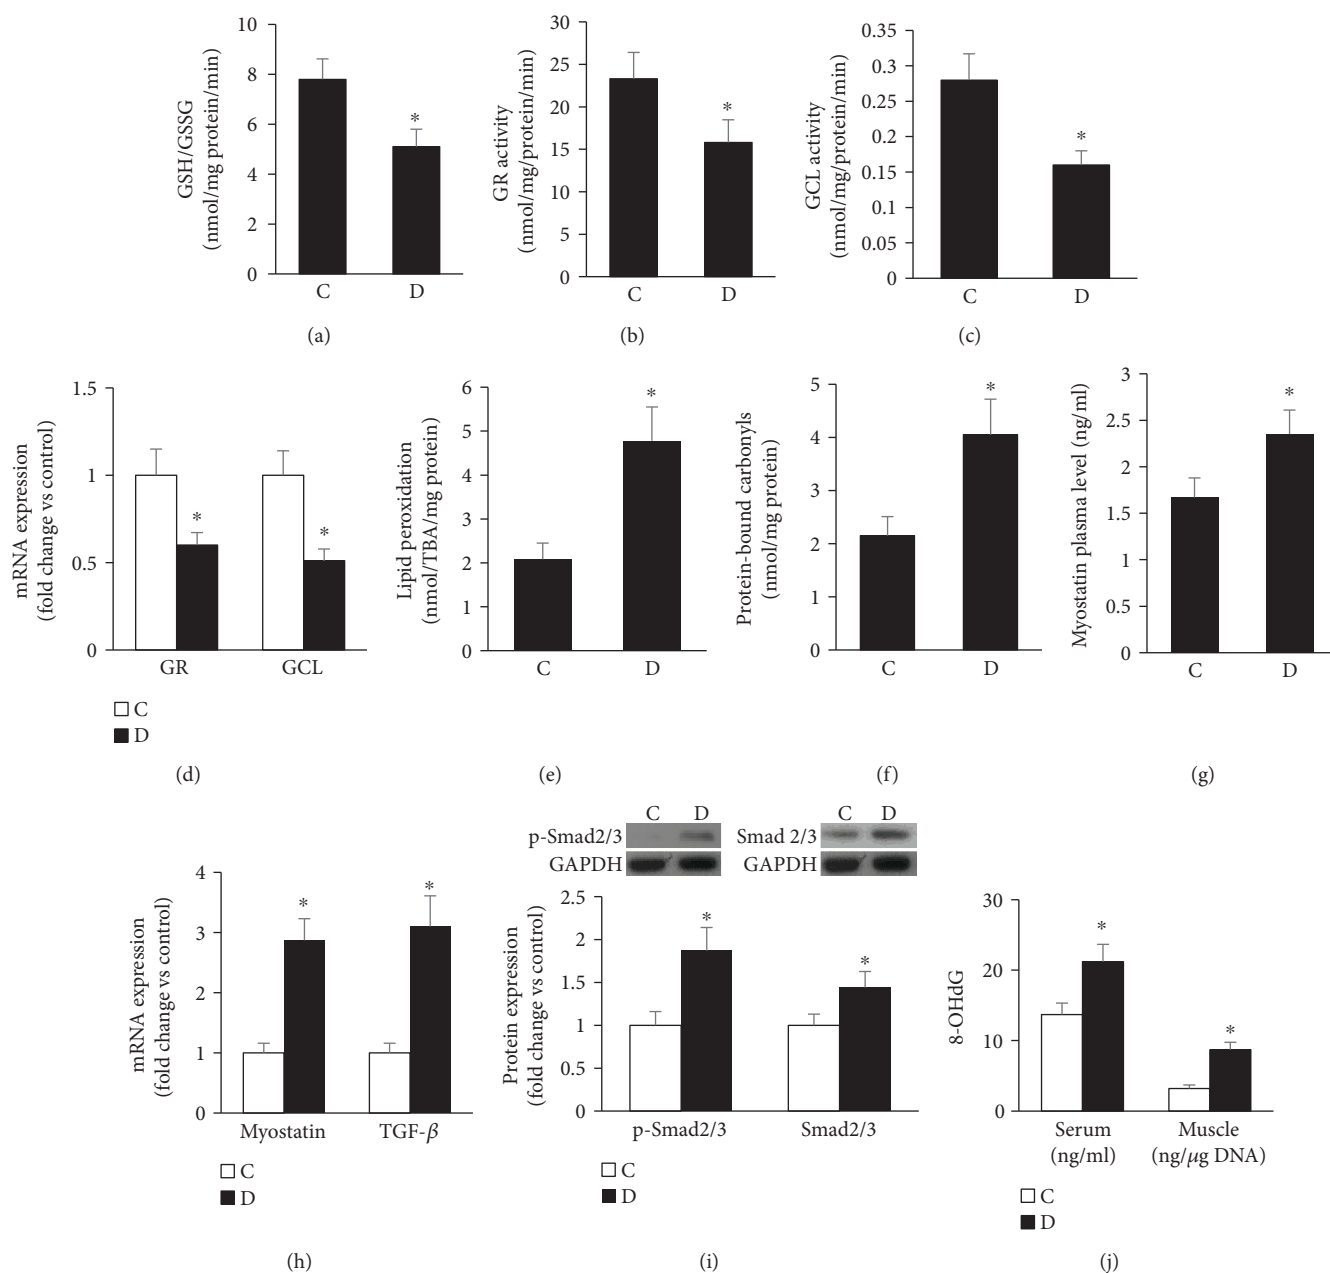 GSH/GSSG
(nmol/mg protein/min)
10
8
6
4
2
0
*
C D
(a)
GR activity
(nmol/mg/protein/min)
30
25
20
15
10
5
0
*
C D
(b)
GCL activity
(nmol/mg/protein/min)
0.35
0.3
0.25
0.2
0.15
0.1
0.05
0
*
C D
(c)
mRNA expression
(fold change vs control)
1.5
1
0.5
0
*
*
GR GCL
C
D
(d)
Lipid peroxidation
(nmol/TBA/mg protein)
6
5
4
3
2
1
0
*
C D
(e)
Protein-bound carbonyls
(nmol/mg protein)
5
4
3
2
1
0
*
C D
(f)
Myostatin plasma level (ng/ml)
3
2.5
2
1.5
1
0.5
0
*
C D
(g)
mRNA expression
(fold change vs control)
4
3
2
1
0
*
*
Myostatin TGF-β
C
D
(h)
C D
p-Smad2/3
GAPDH
C D
Smad 2/3
GAPDH
Protein expression
(fold change vs control)
2.5
2
1.5
1
0.5
0
*
*
p-Smad2/3 Smad2/3
C
D
(i)
8-OHdG
30
20
10
0
*
*
Serum
(ng/ml)
Muscle
(ng/μg DNA)
C
D
(j)